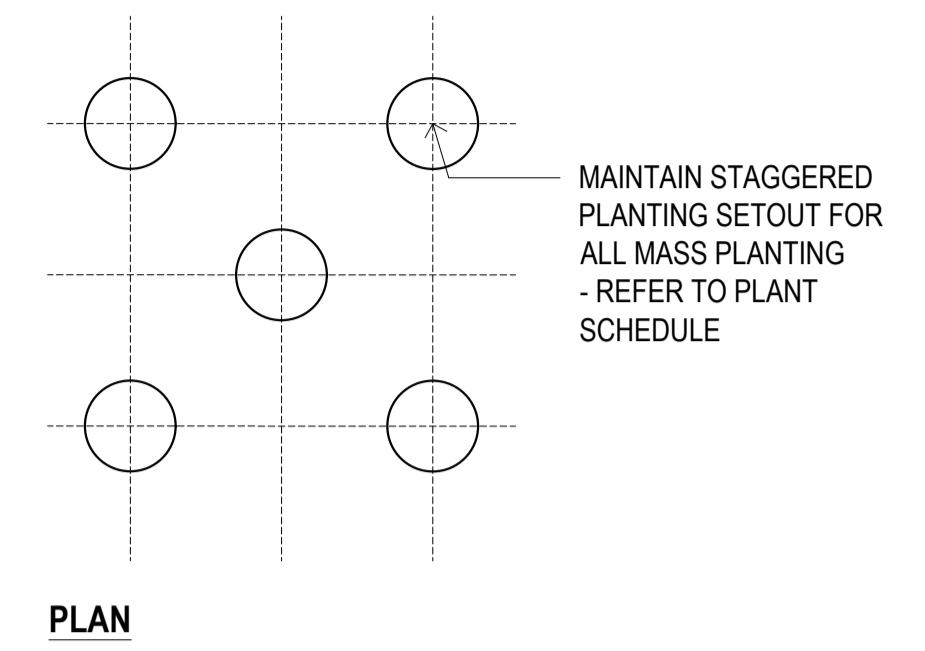 MAINTAIN STAGGERED
PLANTING SETOUT FOR
ALL MASS PLANTING
- REFER TO PLANT
SCHEDULE
PLAN